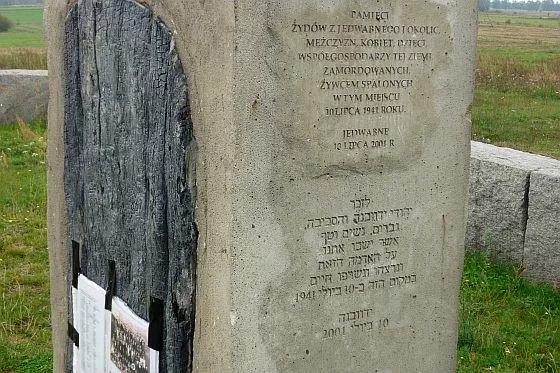 PAMIĘCI
ŻYDÓW Z JEDWABNEGO I OKOLIC,
MĘŻCZYZN, KOBIET, DZIECI,
WSPÓŁGOSPODARZY TEJ ZIEMI,
ZAMORDOWANYCH,
ŻYWCEM SPALONYCH
W TYM MIEJSCU
10 LIPCA 1941 ROKU.
JEDWABNE
10 LIPCA 2001 R.
לזכר
יהודי ידוובנה והסביבה,
גברים, נשים וטף
אשר ישבו אתנו
על האדמה הזאת
ונרצחו ונשרפו חיים
במקום הזה ב-10 ביולי 1941
ידוובנה
10 ביולי 2001